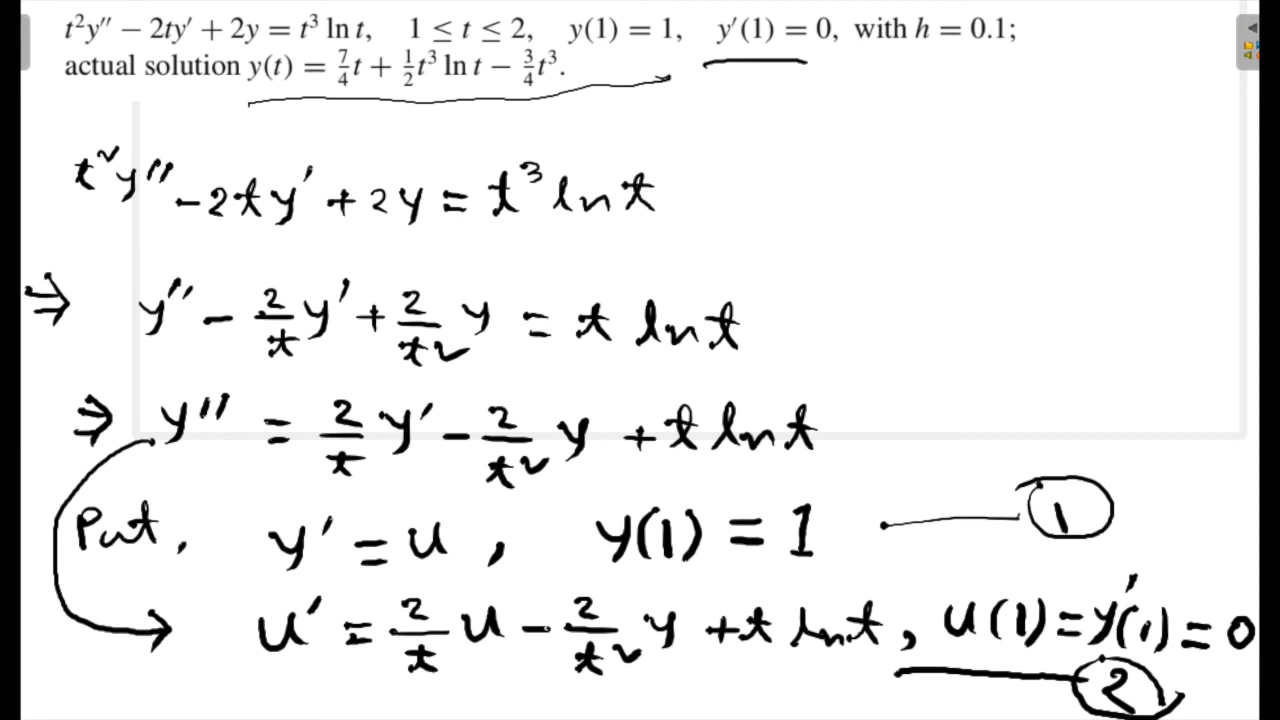 t²y″ − 2ty′ + 2y = t³ ln t, 1 ≤ t ≤ 2, y(1) = 1, y′(1) = 0, with h = 0.1;
actual solution y(t) = 7/4 t + 1/2 t³ ln t − 3/4 t³.
t²y″ − 2ty′ + 2y = t³ ln t
⇒ y″ − 2/t y′ + 2/t² y = t ln t
⇒ y″ = 2/t y′ − 2/t² y + t ln t
Put, y′ = u, y(1) = 1 ①
u′ = 2/t u − 2/t² y + t ln t, u(1) = y′(1) = 0
②